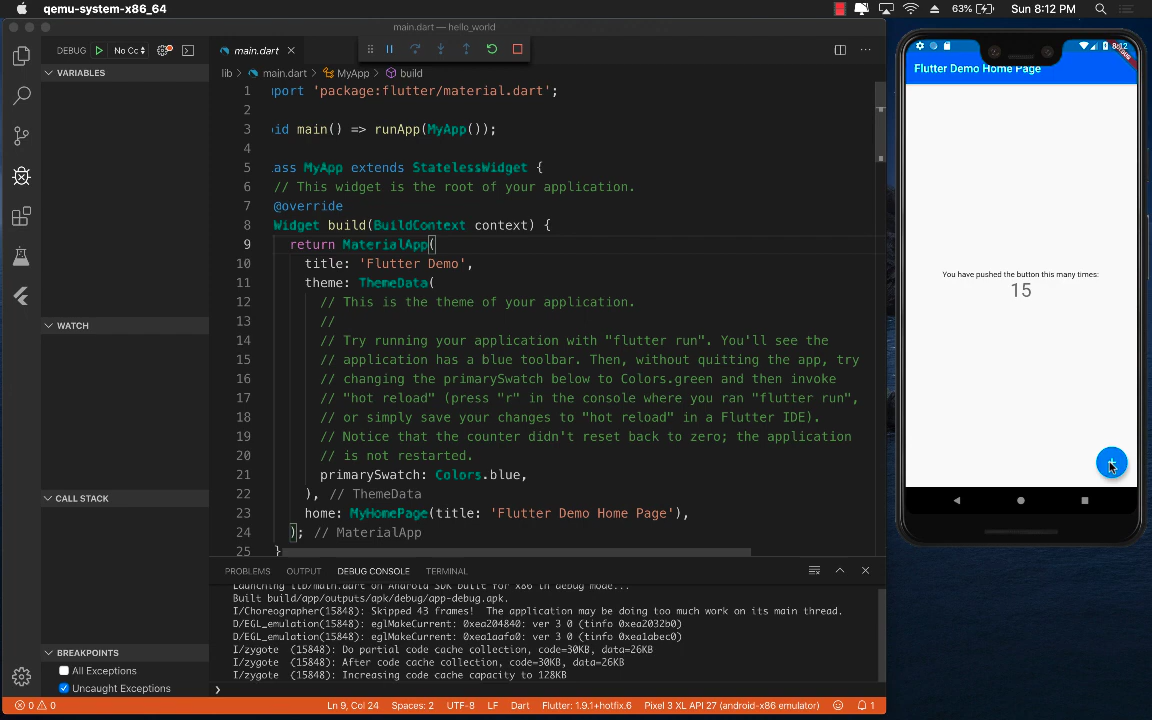 qemu-system-x86_64
63%
Sun 8:12 PM
main.dart — hello_world
DEBUG
No Cc
main.dart
VARIABLES
lib > main.dart > MyApp > build
1 port 'package:flutter/material.dart';
2
3 id main() => runApp(MyApp());
4
5 ass MyApp extends StatelessWidget {
6 // This widget is the root of your application.
7 @override
8 Widget build(BuildContext context) {
9 return MaterialApp(
10 title: 'Flutter Demo',
11 theme: ThemeData(
12 // This is the theme of your application.
13 //
14 // Try running your application with "flutter run". You'll see the
15 // application has a blue toolbar. Then, without quitting the app, try
16 // changing the primarySwatch below to Colors.green and then invoke
17 // "hot reload" (press "r" in the console where you ran "flutter run",
18 // or simply save your changes to "hot reload" in a Flutter IDE).
19 // Notice that the counter didn't reset back to zero; the application
20 // is not restarted.
21 primarySwatch: Colors.blue,
22 ), // ThemeData
23 home: MyHomePage(title: 'Flutter Demo Home Page'),
24 ); // MaterialApp
25 }
WATCH
CALL STACK
BREAKPOINTS
All Exceptions
Uncaught Exceptions
PROBLEMS OUTPUT DEBUG CONSOLE TERMINAL
Launching lib/main.dart on Android SDK built for x86 in debug mode...
Built build/app/outputs/apk/debug/app-debug.apk.
I/Choreographer(15848): Skipped 43 frames! The application may be doing too much work on its main thread.
D/EGL_emulation(15848): eglMakeCurrent: 0xea204840: ver 3 0 (tinfo 0xea2032b0)
D/EGL_emulation(15848): eglMakeCurrent: 0xea1aafa0: ver 3 0 (tinfo 0xea1abec0)
I/zygote (15848): Do partial code cache collection, code=30KB, data=26KB
I/zygote (15848): After code cache collection, code=30KB, data=26KB
I/zygote (15848): Increasing code cache capacity to 128KB
0 0
Ln 9, Col 24 Spaces: 2 UTF-8 LF Dart Flutter: 1.9.1+hotfix.6 Pixel 3 XL API 27 (android-x86 emulator) 1
8:12
Flutter Demo Home Page
You have pushed the button this many times:
15